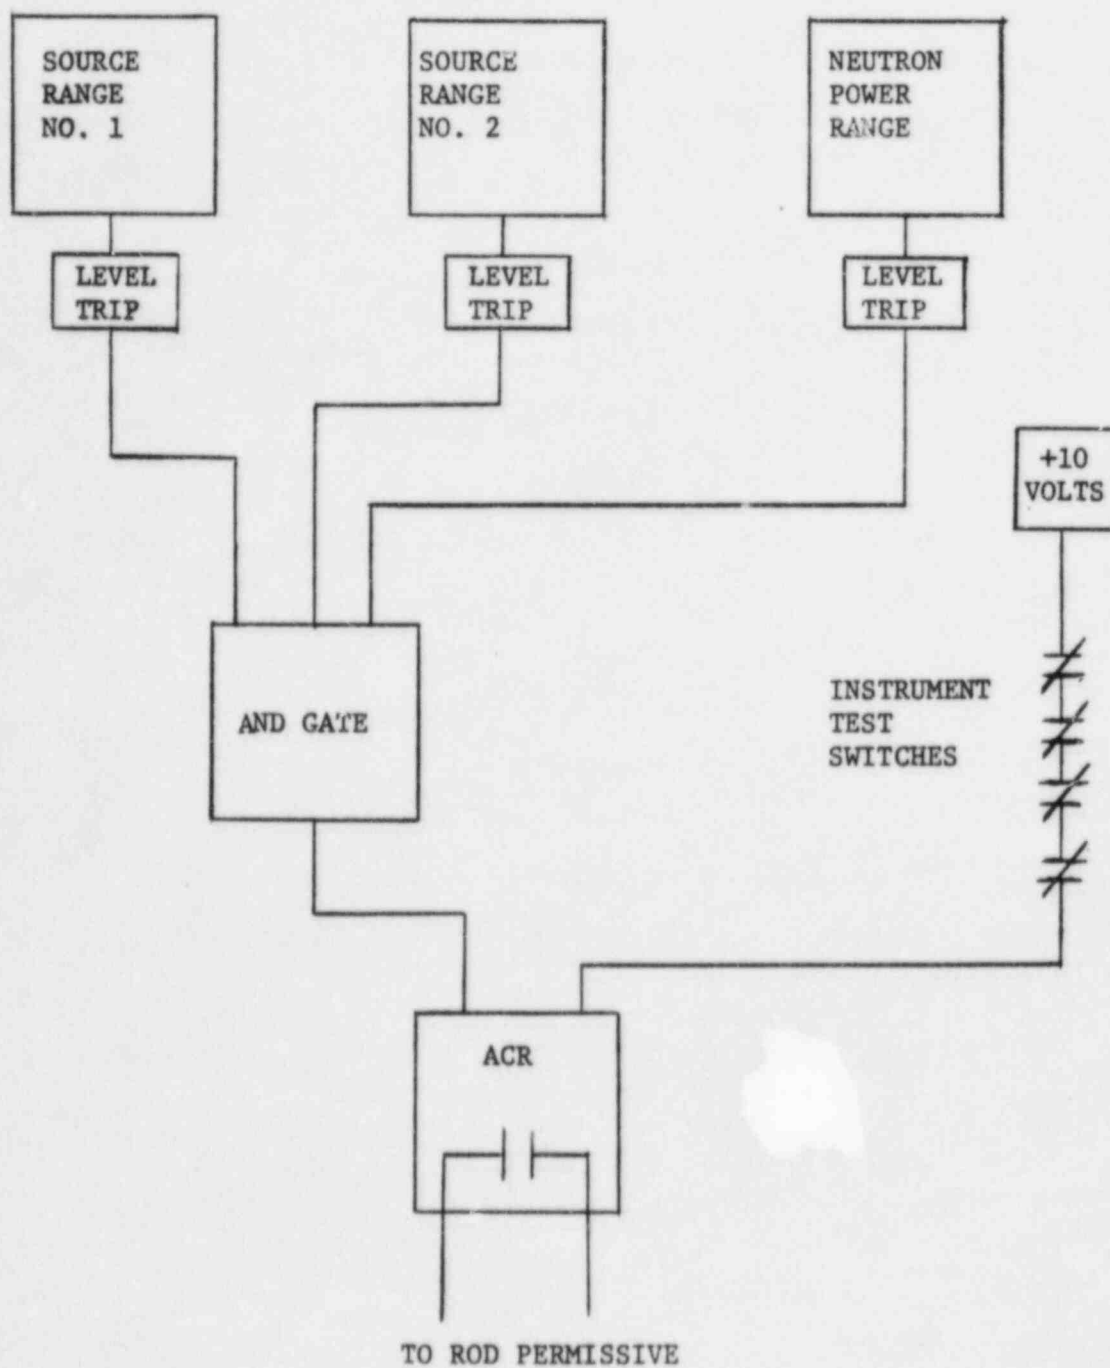 SOURCE
RANGE
NO. 1
SOURCE
RANGE
NO. 2
NEUTRON
POWER
RANGE
LEVEL
TRIP
LEVEL
TRIP
LEVEL
TRIP
+10
VOLTS
AND GATE
INSTRUMENT
TEST
SWITCHES
ACR
TO ROD PERMISSIVE